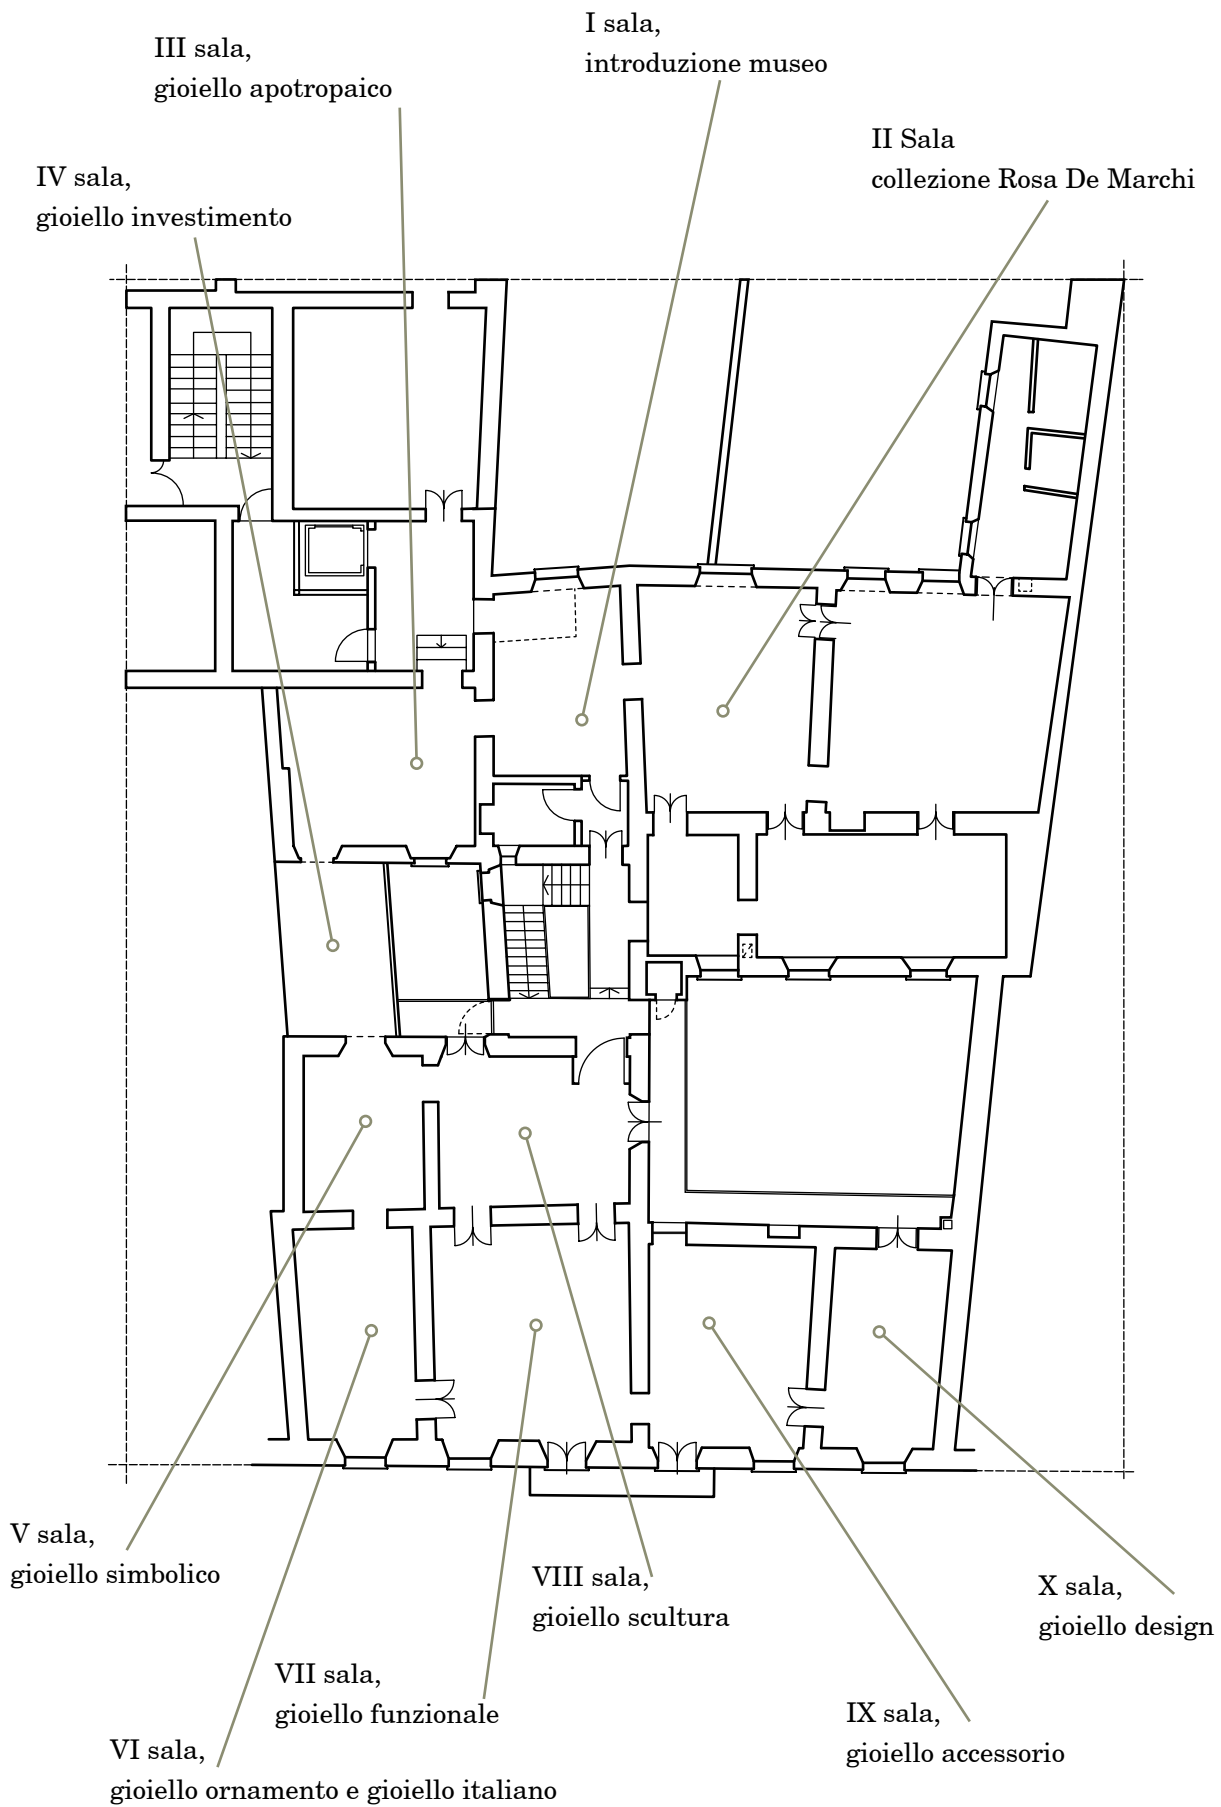 I sala,
introduzione museo
III sala,
gioiello apotropaico
II Sala
collezione Rosa De Marchi
IV sala,
gioiello investimento
V sala,
gioiello simbolico
VIII sala,
gioiello scultura
X sala,
gioiello design
VII sala,
gioiello funzionale
IX sala,
gioiello accessorio
VI sala,
gioiello ornamento e gioiello italiano